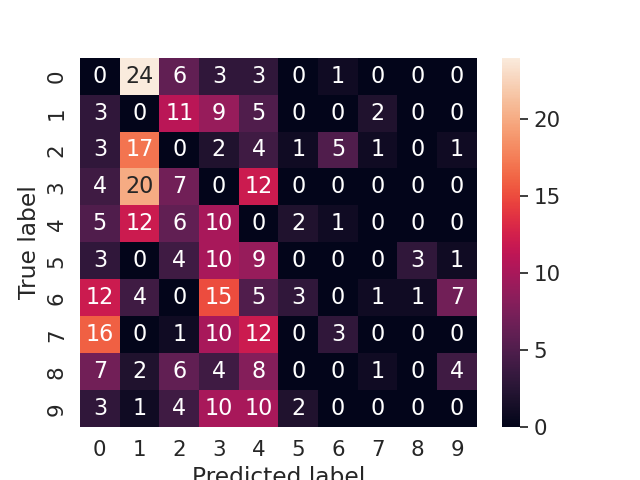 0 0 24 6 3 3 0 1 0 0 0
1 3 0 11 9 5 0 0 2 0 0
2 3 17 0 2 4 1 5 1 0 1
3 4 20 7 0 12 0 0 0 0 0
4 5 12 6 10 0 2 1 0 0 0
5 3 0 4 10 9 0 0 0 3 1
6 12 4 0 15 5 3 0 1 1 7
7 16 0 1 10 12 0 3 0 0 0
8 7 2 6 4 8 0 0 1 0 4
9 3 1 4 10 10 2 0 0 0 0
0 1 2 3 4 5 6 7 8 9
Predicted label
True label
20
15
10
5
0